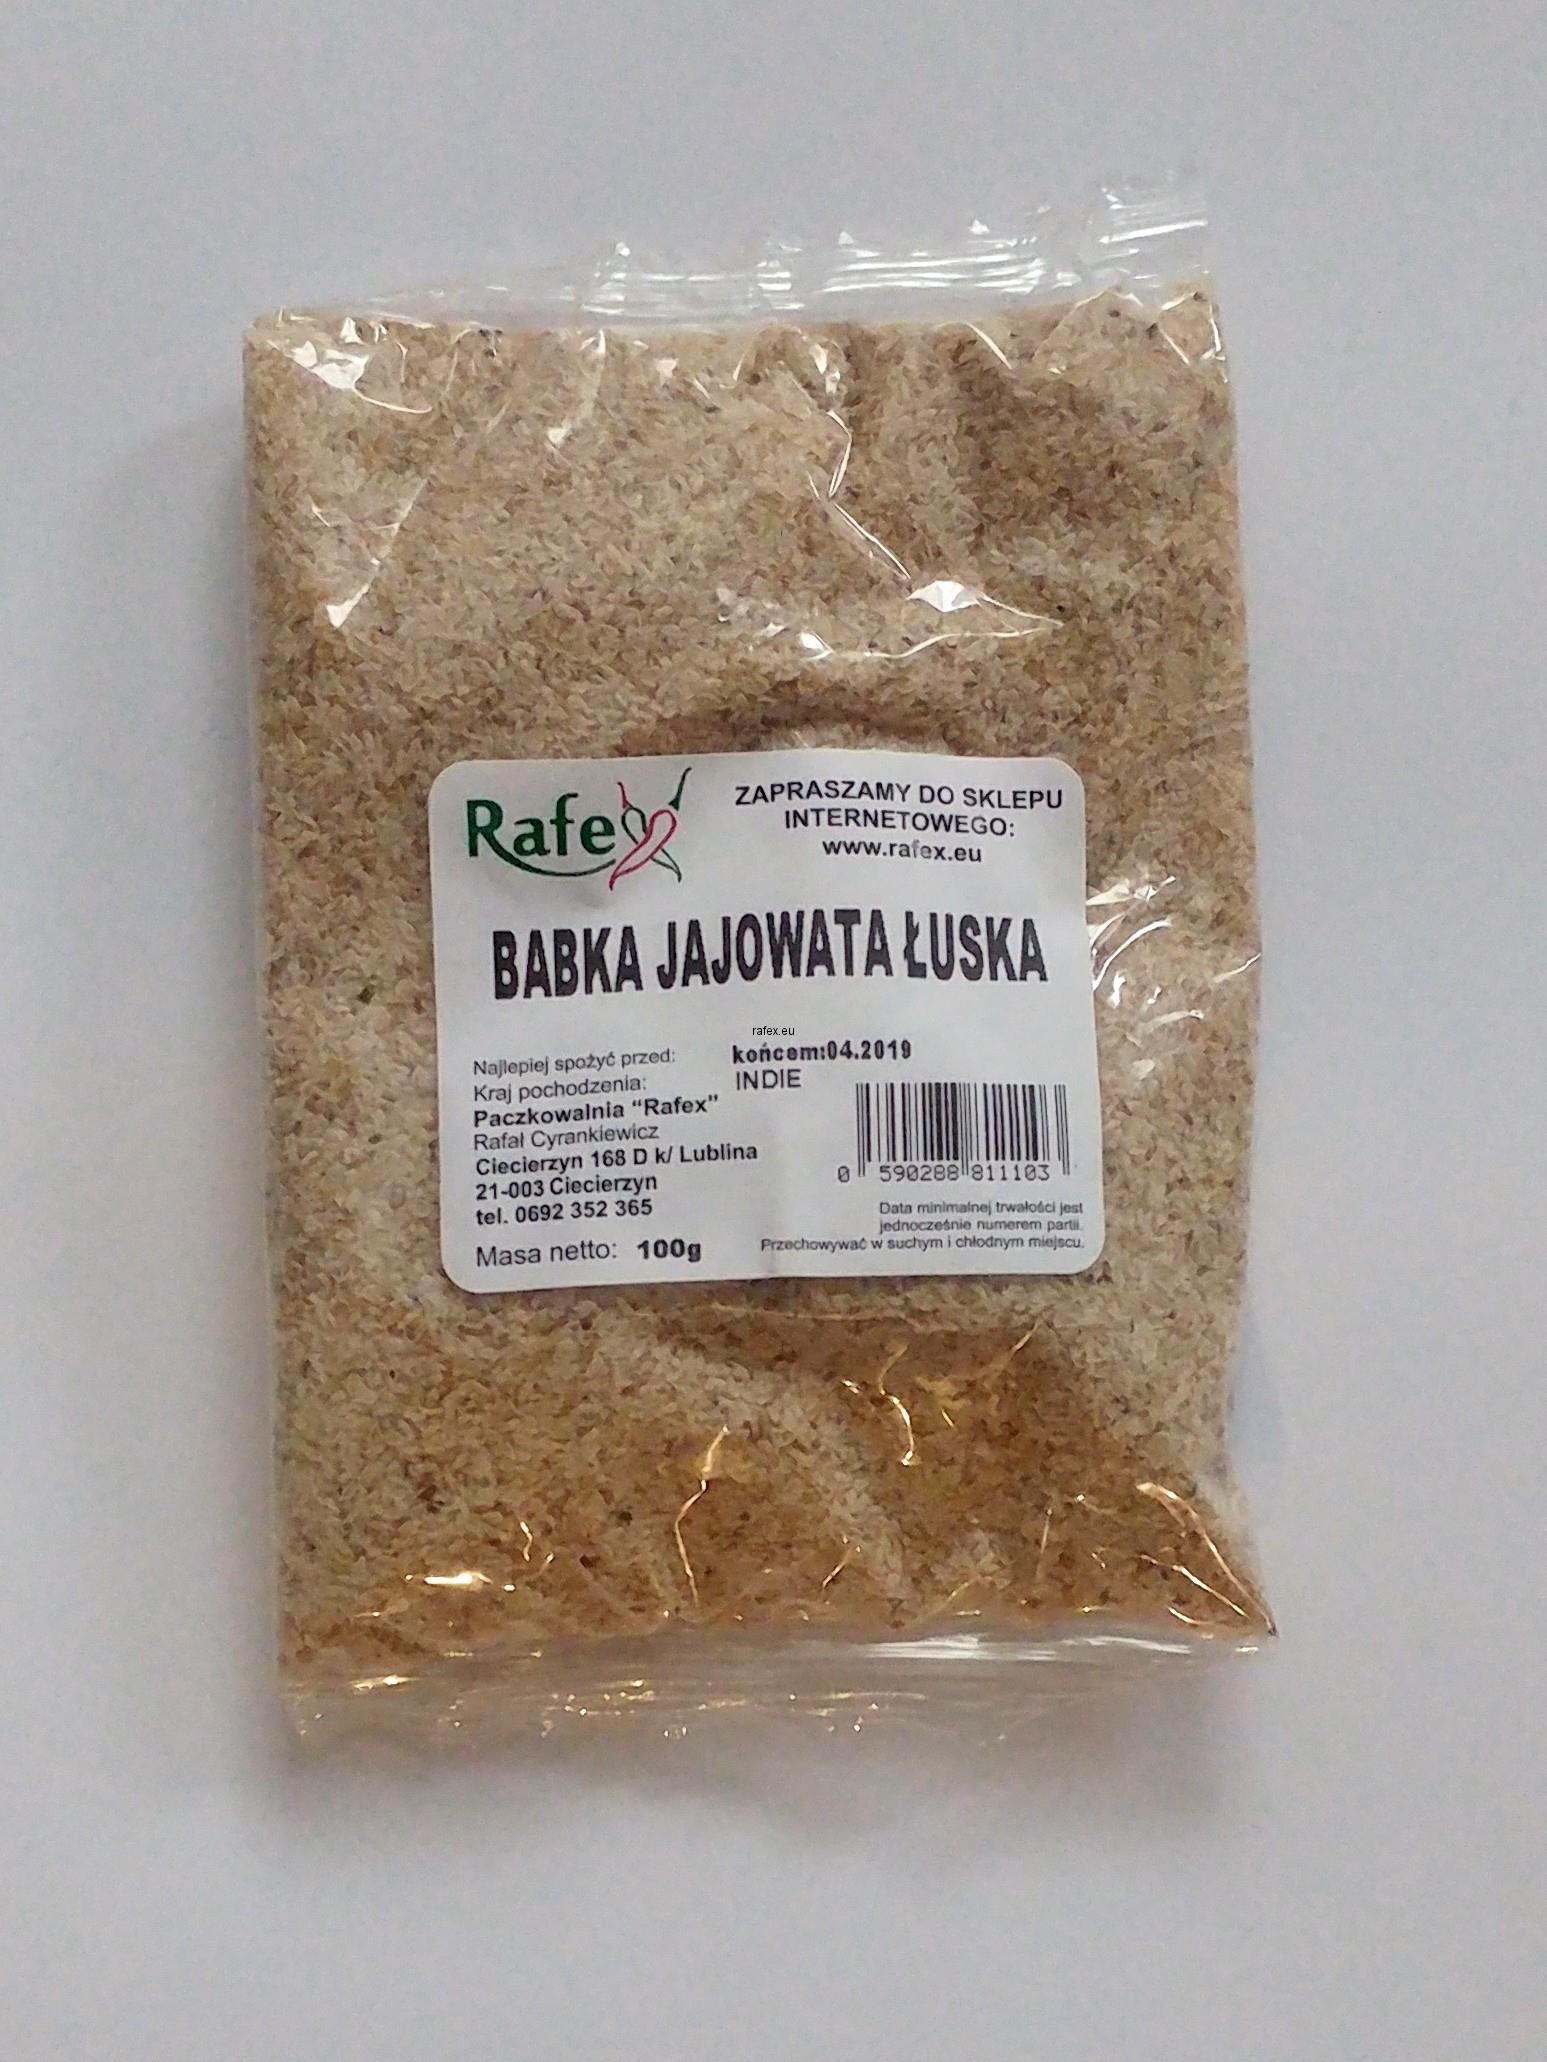 Rafex
ZAPRASZAMY DO SKLEPU
INTERNETOWEGO:
www.rafex.eu
BABKA JAJOWATA ŁUSKA
rafex.eu
Najlepiej spożyć przed: końcem:04.2019
Kraj pochodzenia: INDIE
Paczkowalnia “Rafex”
Rafał Cyrankiewicz
Ciecierzyn 168 D k/ Lublina
21-003 Ciecierzyn
tel. 0692 352 365
Masa netto: 100g
0 590288 811103
Data minimalnej trwałości jest
jednocześnie numerem partii.
Przechowywać w suchym i chłodnym miejscu.